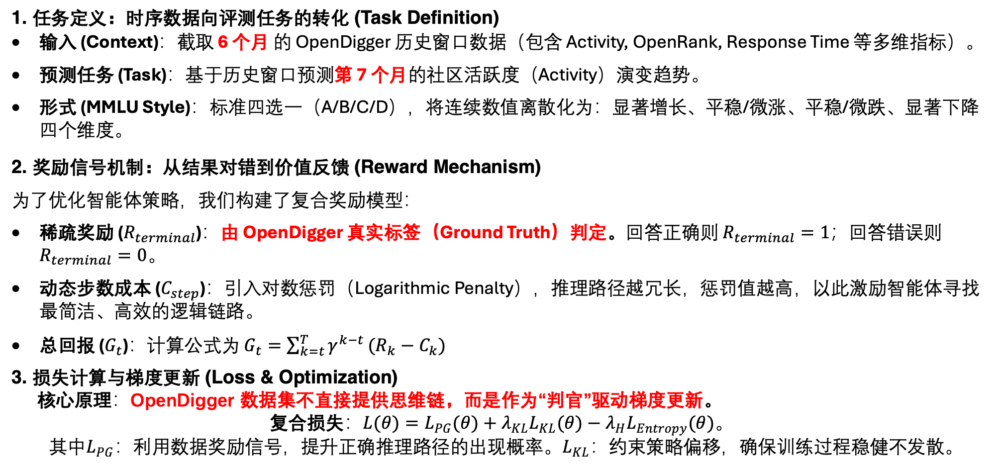 1. 任务定义：时序数据向评测任务的转化 (Task Definition)
• 输入 (Context)：截取 6 个月 的 OpenDigger 历史窗口数据（包含 Activity, OpenRank, Response Time 等多维指标）。
• 预测任务 (Task)：基于历史窗口预测第 7 个月的社区活跃度（Activity）演变趋势。
• 形式 (MMLU Style)：标准四选一（A/B/C/D），将连续数值离散化为：显著增长、平稳/微涨、平稳/微跌、显著下降
四个维度。
2. 奖励信号机制：从结果对错到价值反馈 (Reward Mechanism)
为了优化智能体策略，我们构建了复合奖励模型：
• 稀疏奖励 ($R_{terminal}$)：由 OpenDigger 真实标签（Ground Truth）判定。回答正确则 $R_{terminal} = 1$；回答错误则
$R_{terminal} = 0$。
• 动态步数成本 ($C_{step}$)：引入对数惩罚（Logarithmic Penalty），推理路径越冗长，惩罚值越高，以此激励智能体寻找
最简洁、高效的逻辑链路。
• 总回报 ($G_t$)：计算公式为 $G_t = \sum_{k=t}^{T} \gamma^{k-t} (R_k - C_k)$
3. 损失计算与梯度更新 (Loss & Optimization)
核心原理：OpenDigger 数据集不直接提供思维链，而是作为“判官”驱动梯度更新。
复合损失：$L(\theta) = L_{PG}(\theta) + \lambda_{KL} L_{KL}(\theta) - \lambda_H L_{Entropy}(\theta)$。
其中$L_{PG}$：利用数据奖励信号，提升正确推理路径的出现概率。$L_{KL}$：约束策略偏移，确保训练过程稳健不发散。